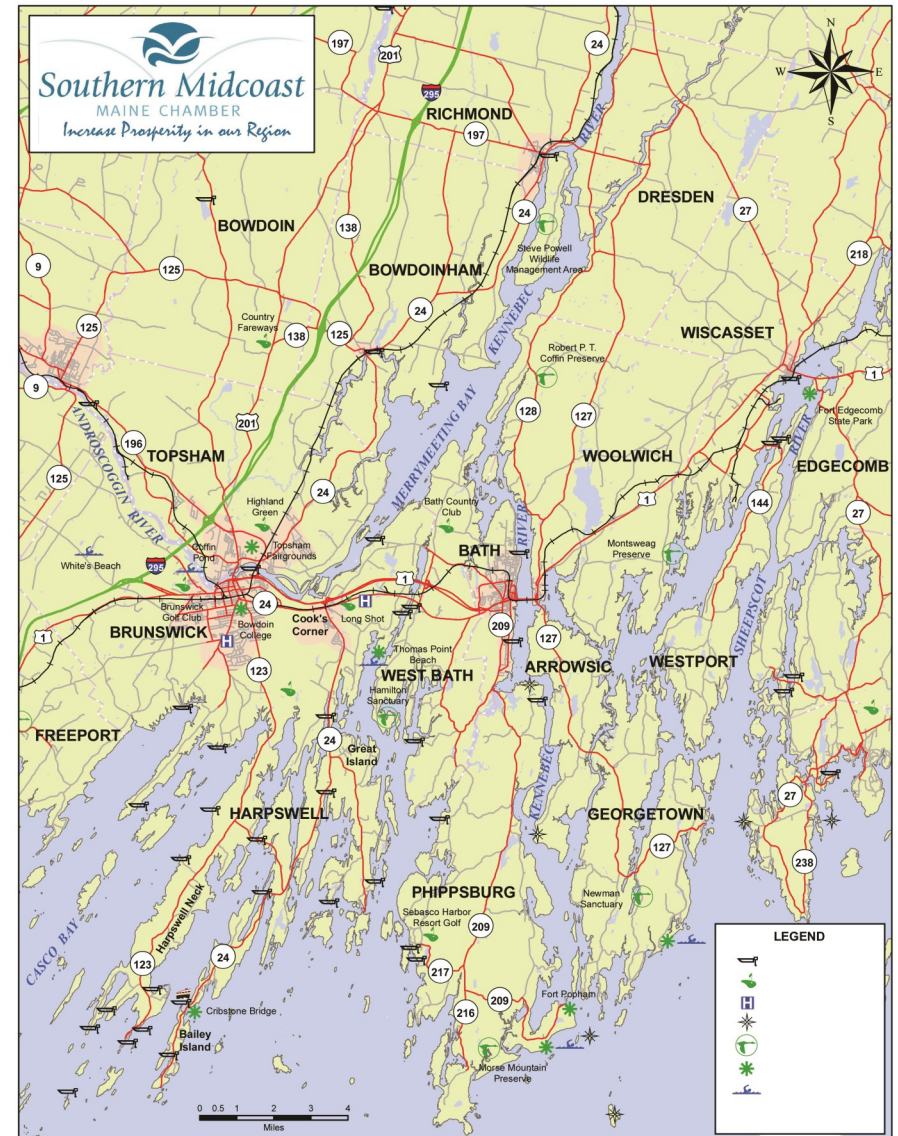 Southern Midcoast
MAINE CHAMBER
Increase Prosperity in our Region
N
W
E
S
197
201
24
295
RICHMOND
197
RIVER
DRESDEN
27
24
BOWDOIN
138
Steve Powell
Wildlife
Management Area
218
9
125
BOWDOINHAM
24
KENNEBEC
Country
Fareways
125
138
125
WISCASSET
Robert P. T.
Coffin Preserve
9
1
128
127
Fort Edgecomb
State Park
ANDROSCOGGIN RIVER
201
MERRYMEETING BAY
RIVER
196
TOPSHAM
WOOLWICH
EDGECOMB
125
24
1
144
Highland
Green
Bath Country
Club
27
RIVER
Coffin
Pond
Topsham
Fairgrounds
BATH
Montsweag
Preserve
White's Beach
295
1
SHEEPSCOT
Brunswick
Golf Club
24
Long Shot
Bowdoin
College
Cook's
Corner
BRUNSWICK
1
H
H
209
127
123
Thomas Point
Beach
WEST BATH
ARROWSIC
WESTPORT
Hamilton
Sanctuary
FREEPORT
24
Great
Island
KENNEBEC
27
HARPSWELL
GEORGETOWN
127
238
PHIPPSBURG
Newman
Sanctuary
Sebasco Harbor
Resort Golf
209
Harpswell Neck
CASCO BAY
123
24
217
LEGEND
H
209
Fort Popham
216
Cribstone Bridge
Bailey
Island
Morse Mountain
Preserve
0 0.5 1 2 3 4
Miles